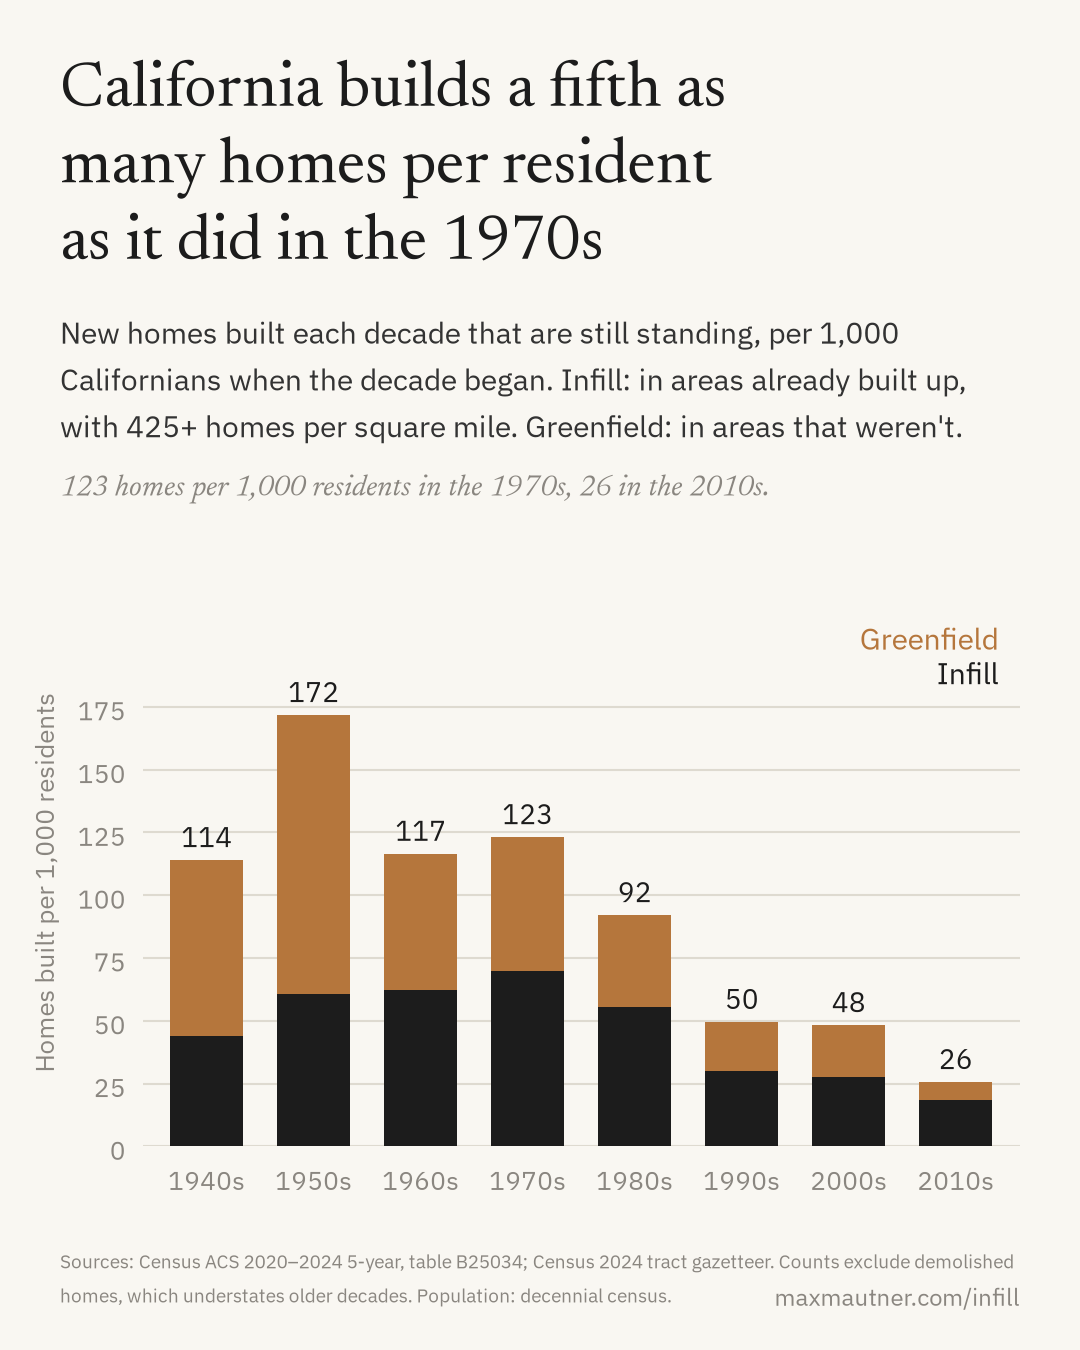 California builds a fifth as
many homes per resident
as it did in the 1970s
New homes built each decade that are still standing, per 1,000
Californians when the decade began. Infill: in areas already built up,
with 425+ homes per square mile. Greenfield: in areas that weren't.
123 homes per 1,000 residents in the 1970s, 26 in the 2010s.
Greenfield
Infill
Homes built per 1,000 residents
175
150
125
100
75
50
25
0
114
172
117
123
92
50
48
26
1940s 1950s 1960s 1970s 1980s 1990s 2000s 2010s
Sources: Census ACS 2020–2024 5-year, table B25034; Census 2024 tract gazetteer. Counts exclude demolished
homes, which understates older decades. Population: decennial census.
maxmautner.com/infill